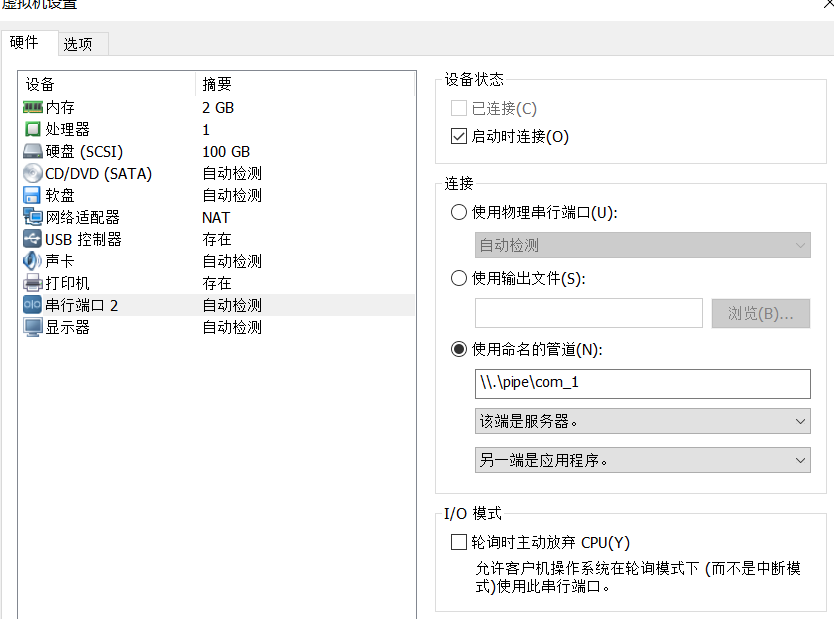 虚拟机设置
硬件 选项
设备 摘要
内存 2 GB
处理器 1
硬盘 (SCSI) 100 GB
CD/DVD (SATA) 自动检测
软盘 自动检测
网络适配器 NAT
USB 控制器 存在
声卡 自动检测
打印机 存在
串行端口 2 自动检测
显示器 自动检测
设备状态
已连接(C)
启动时连接(O)
连接
使用物理串行端口(U):
自动检测
使用输出文件(S):
浏览(B)...
使用命名的管道(N):
\\.\pipe\com_1
该端是服务器。
另一端是应用程序。
I/O 模式
轮询时主动放弃 CPU(Y)
允许客户机操作系统在轮询模式下 (而不是中断模
式)使用此串行端口。